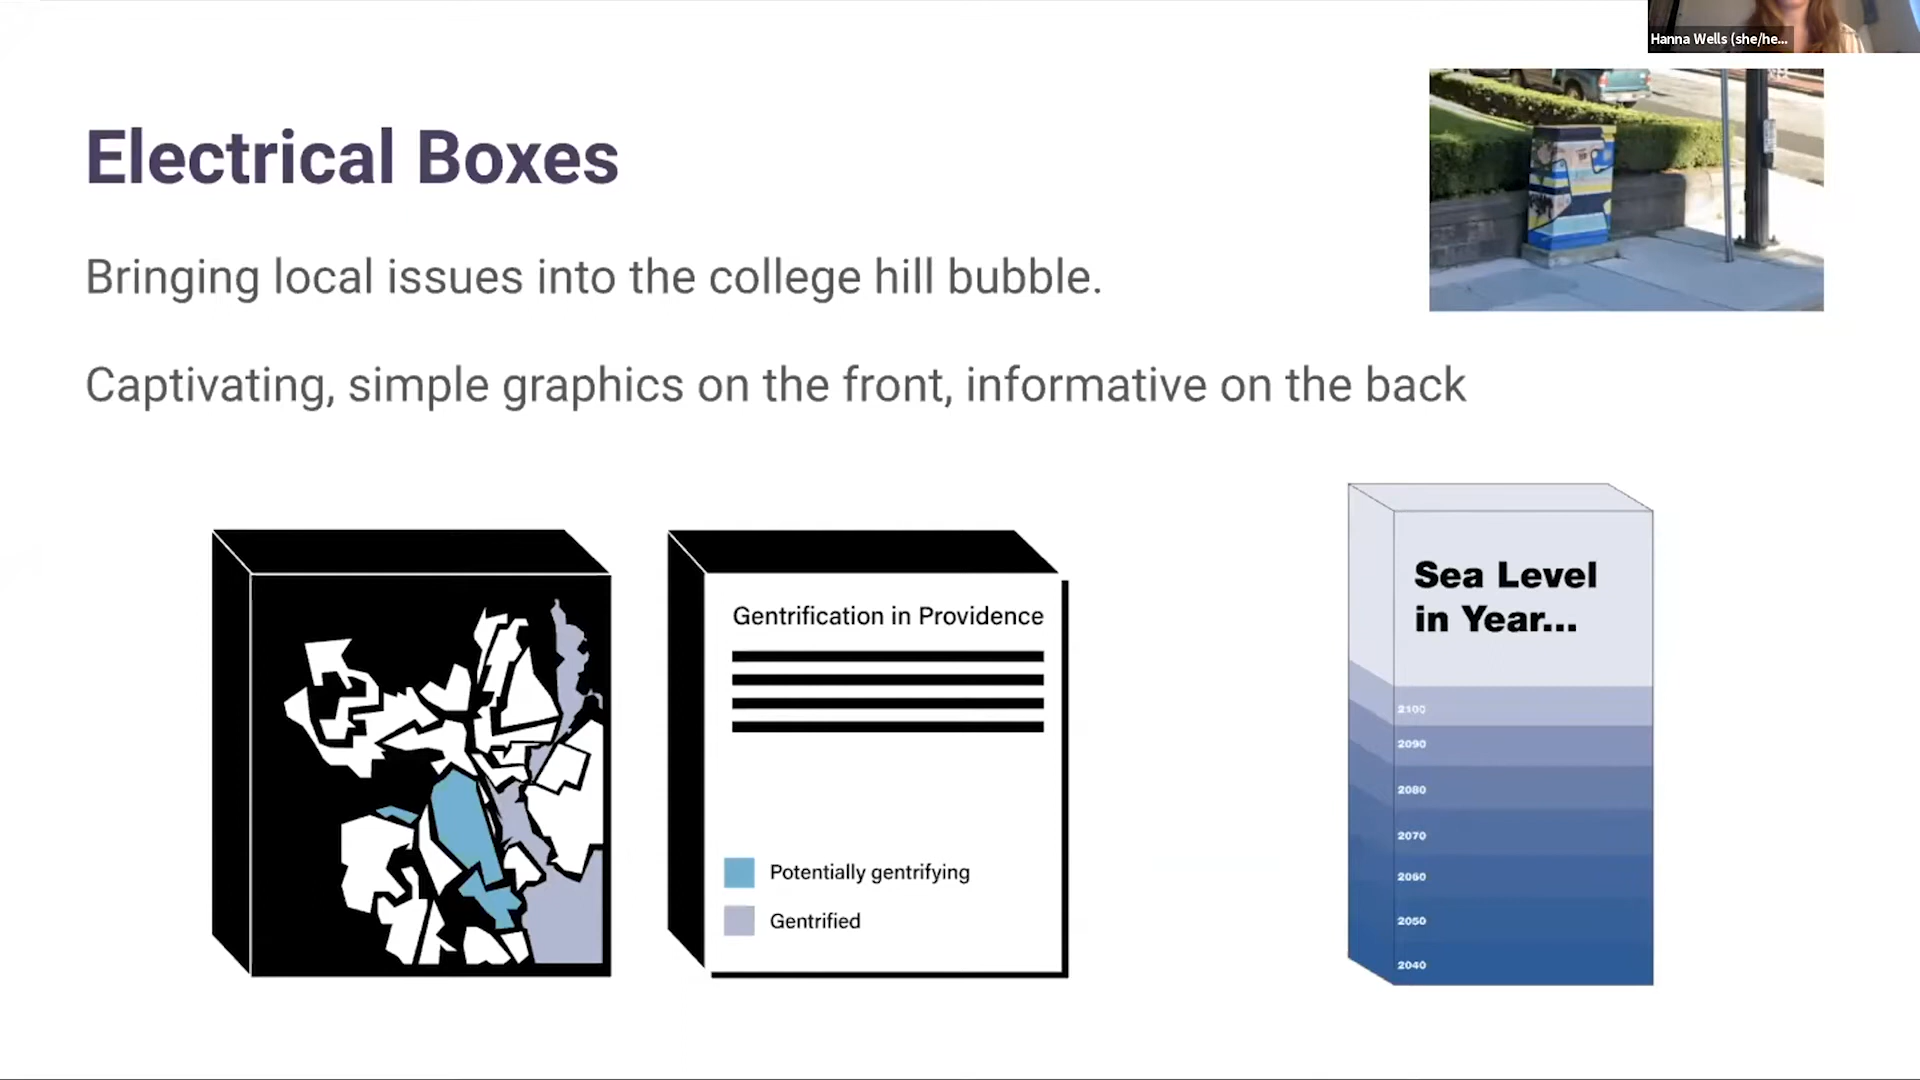 Hanna Wells (she/he...
Electrical Boxes
Bringing local issues into the college hill bubble.
Captivating, simple graphics on the front, informative on the back
Gentrification in Providence
Potentially gentrifying
Gentrified
Sea Level
in Year...
2100
2090
2080
2070
2060
2050
2040